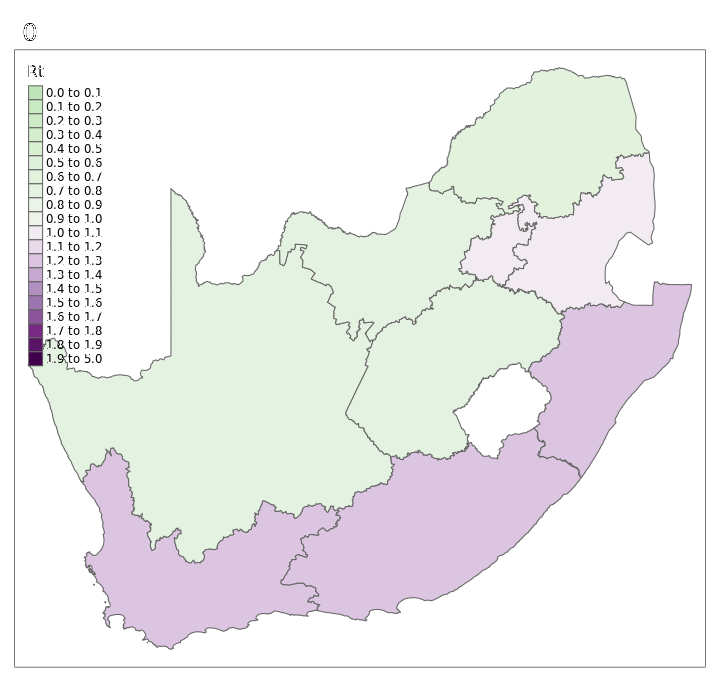 0
Rt
0.0 to 0.1
0.1 to 0.2
0.2 to 0.3
0.3 to 0.4
0.4 to 0.5
0.5 to 0.6
0.6 to 0.7
0.7 to 0.8
0.8 to 0.9
0.9 to 1.0
1.0 to 1.1
1.1 to 1.2
1.2 to 1.3
1.3 to 1.4
1.4 to 1.5
1.5 to 1.6
1.6 to 1.7
1.7 to 1.8
1.8 to 1.9
1.9 to 5.0